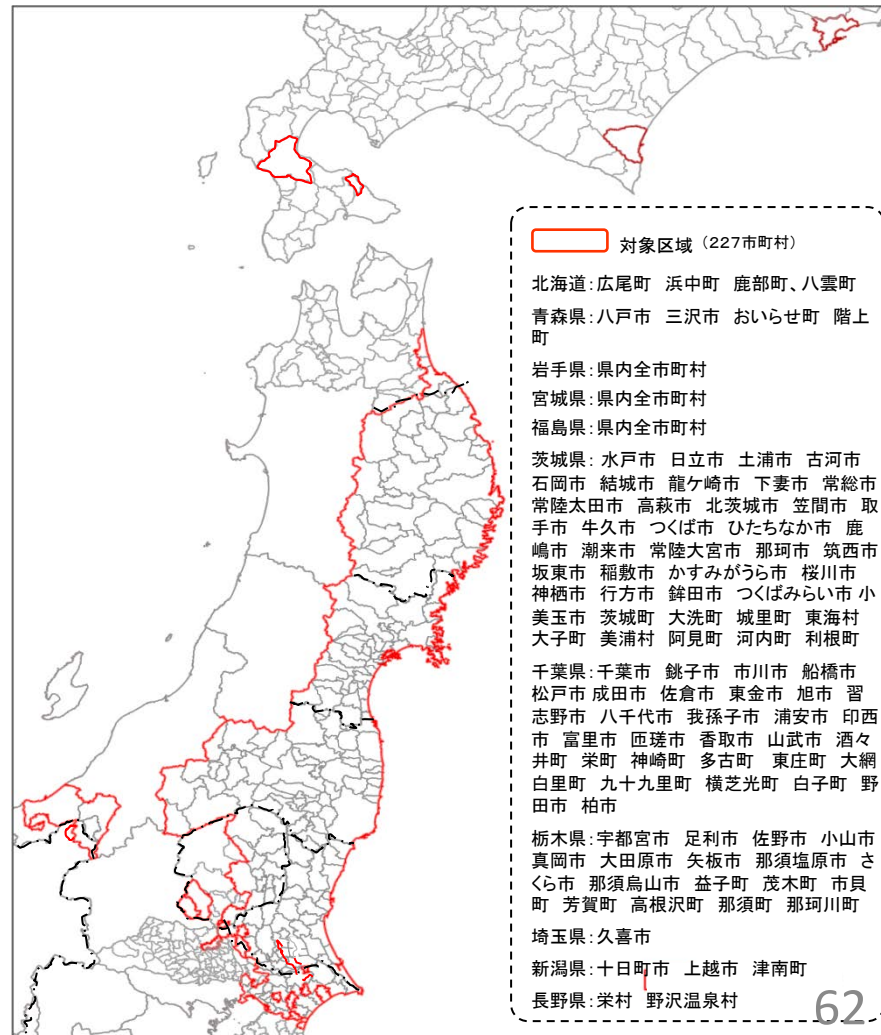 対象区域（227市町村）
北海道：広尾町 浜中町 鹿部町、八雲町
青森県：八戸市 三沢市 おいらせ町 階上
町
岩手県：県内全市町村
宮城県：県内全市町村
福島県：県内全市町村
茨城県：水戸市 日立市 土浦市 古河市
石岡市 結城市 龍ケ崎市 下妻市 常総市
常陸太田市 高萩市 北茨城市 笠間市 取
手市 牛久市 つくば市 ひたちなか市 鹿
嶋市 潮来市 常陸大宮市 那珂市 筑西市
坂東市 稲敷市 かすみがうら市 桜川市
神栖市 行方市 鉾田市 つくばみらい市 小
美玉市 茨城町 大洗町 城里町 東海村
大子町 美浦村 阿見町 河内町 利根町
千葉県：千葉市 銚子市 市川市 船橋市
松戸市 成田市 佐倉市 東金市 旭市 習
志野市 八千代市 我孫子市 浦安市 印西
市 富里市 匝瑳市 香取市 山武市 酒々
井町 栄町 神崎町 多古町 東庄町 大網
白里町 九十九里町 横芝光町 白子町 野
田市 柏市
栃木県：宇都宮市 足利市 佐野市 小山市
真岡市 大田原市 矢板市 那須塩原市 さ
くら市 那須烏山市 益子町 茂木町 市貝
町 芳賀町 高根沢町 那須町 那珂川町
埼玉県：久喜市
新潟県：十日町市 上越市 津南町
長野県：栄村 野沢温泉村
62